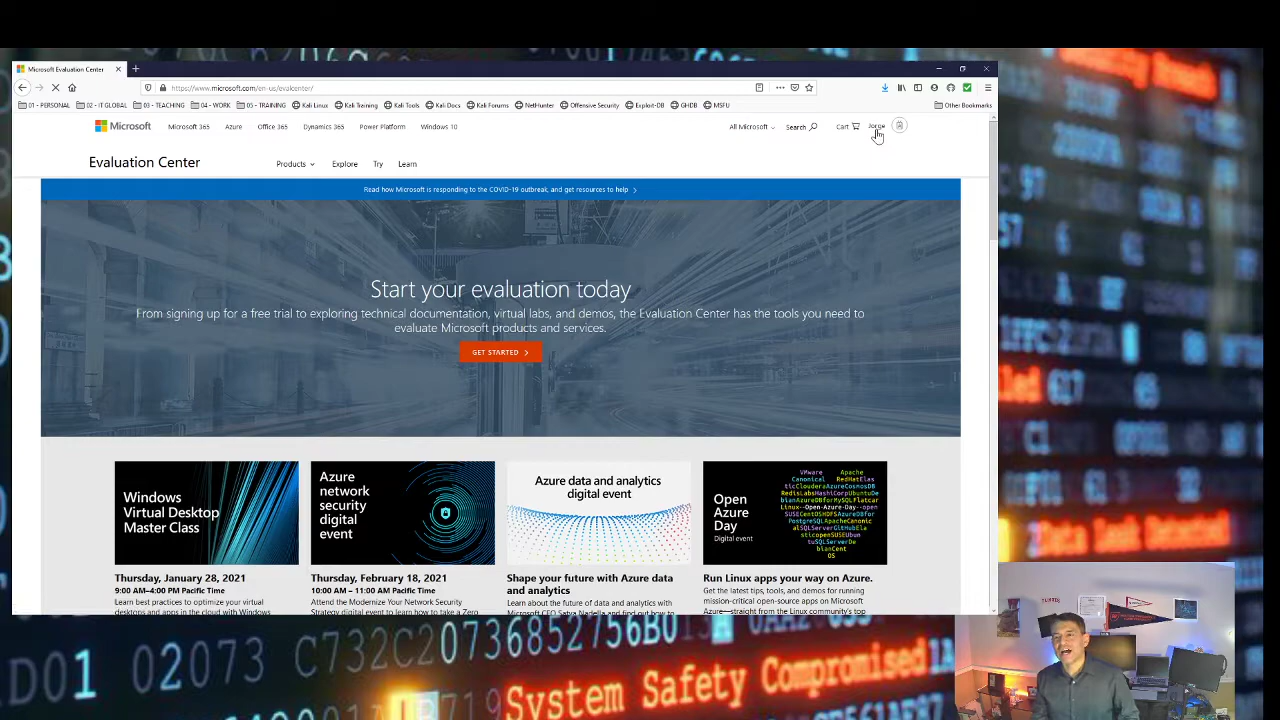 Microsoft Evaluation Center
https://www.microsoft.com/en-us/evalcenter/
01 - PERSONAL 02 - IT GLOBAL 03 - TEACHING 04 - WORK 05 - TRAINING Kali Linux Kali Training Kali Tools Kali Docs Kali Forums NetHunter Offensive Security Exploit-DB GHDB MSFU Other Bookmarks
Microsoft Microsoft 365 Azure Office 365 Dynamics 365 Power Platform Windows 10 All Microsoft Search Cart Jorge
Evaluation Center Products Explore Try Learn
Read how Microsoft is responding to the COVID-19 outbreak, and get resources to help
Start your evaluation today
From signing up for a free trial to exploring technical documentation, virtual labs, and demos, the Evaluation Center has the tools you need to
evaluate Microsoft products and services.
GET STARTED
Windows
Virtual Desktop
Master Class
Thursday, January 28, 2021
9:00 AM–4:00 PM Pacific Time
Learn best practices to optimize your virtual
desktops and apps in the cloud with Windows
Azure
network
security
digital
event
Thursday, February 18, 2021
10:00 AM – 11:00 AM Pacific Time
Attend the Modernize Your Network Security
Strategy digital event to learn how to take a Zero
Azure data and analytics
digital event
Shape your future with Azure data
and analytics
Learn about the future of data and analytics with
Microsoft CEO Satya Nadella and find out how to
Open
Azure
Day
Digital event
VMware Apache
Canonical RedHatElas
ticClouderaAzureCosmosDB
RedisLabsHashiCorpUbuntuDe
Linux--Open-Azure-Day--open
Run Linux apps your way on Azure.
Get the latest tips, tools, and demos for running
mission-critical open-source apps on Microsoft
Azure—straight from the Linux community's top
D01 02073 C732C20736852756B01
System Safety Compromised